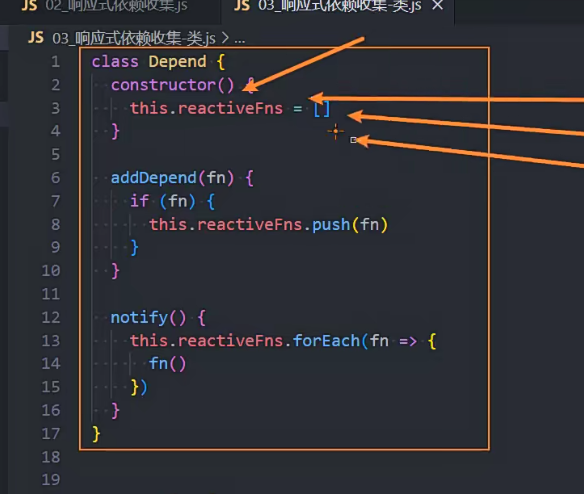 JS 02_响应式依赖收集.js JS 03_响应式依赖收集-类.js ×
JS 03_响应式依赖收集-类.js > ...
1 class Depend {
2 constructor() {
3 this.reactiveFns = []
4 }
5
6 addDepend(fn) {
7 if (fn) {
8 this.reactiveFns.push(fn)
9 }
10 }
11
12 notify() {
13 this.reactiveFns.forEach(fn => {
14 fn()
15 })
16 }
17 }
18
19